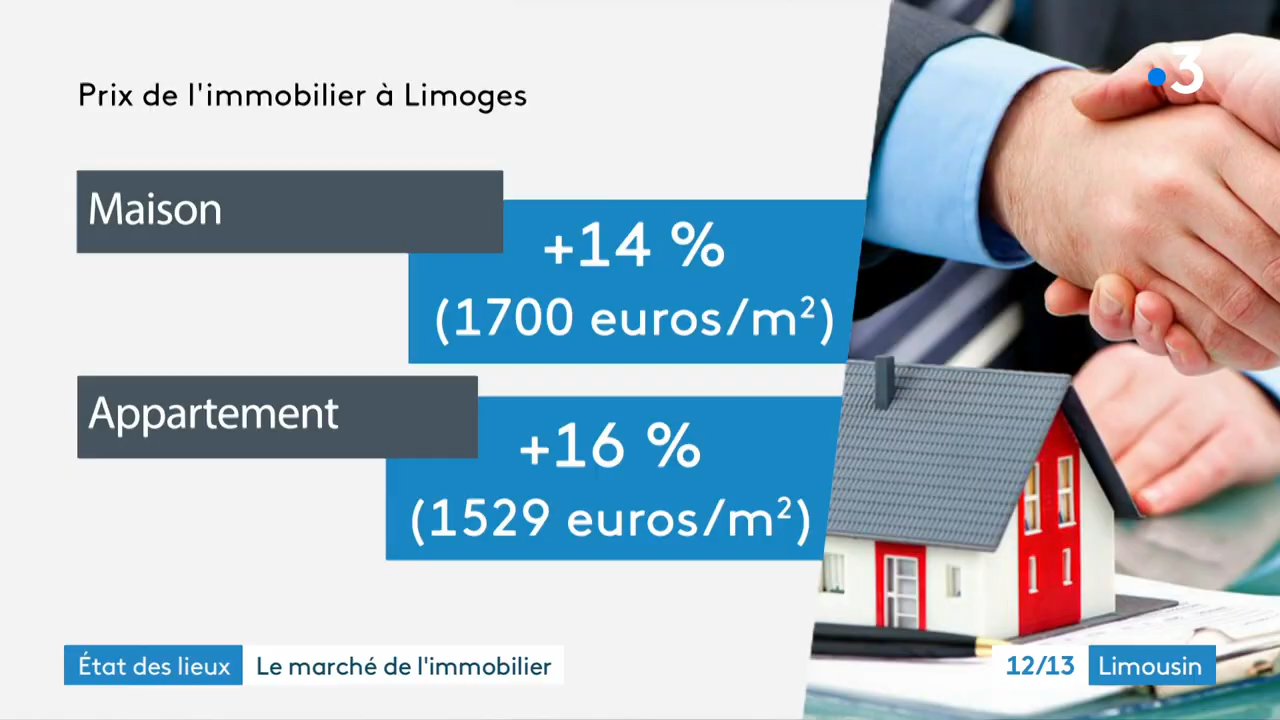 Prix de l'immobilier à Limoges
Maison
+14 %
(1700 euros/m²)
Appartement
+16 %
(1529 euros/m²)
État des lieux
Le marché de l'immobilier
12/13
Limousin
3